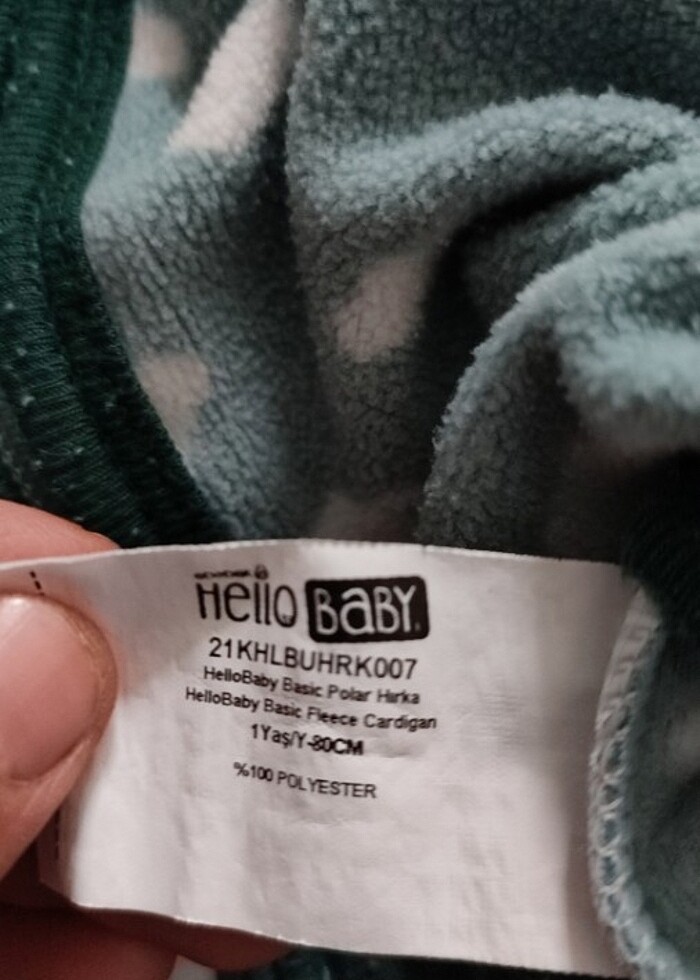 Hello BABY
21KHLBUHRK007
HelloBaby Basic Polar Hırka
HelloBaby Basic Fleece Cardigan
1Yaş/Y-80CM
%100 POLYESTER